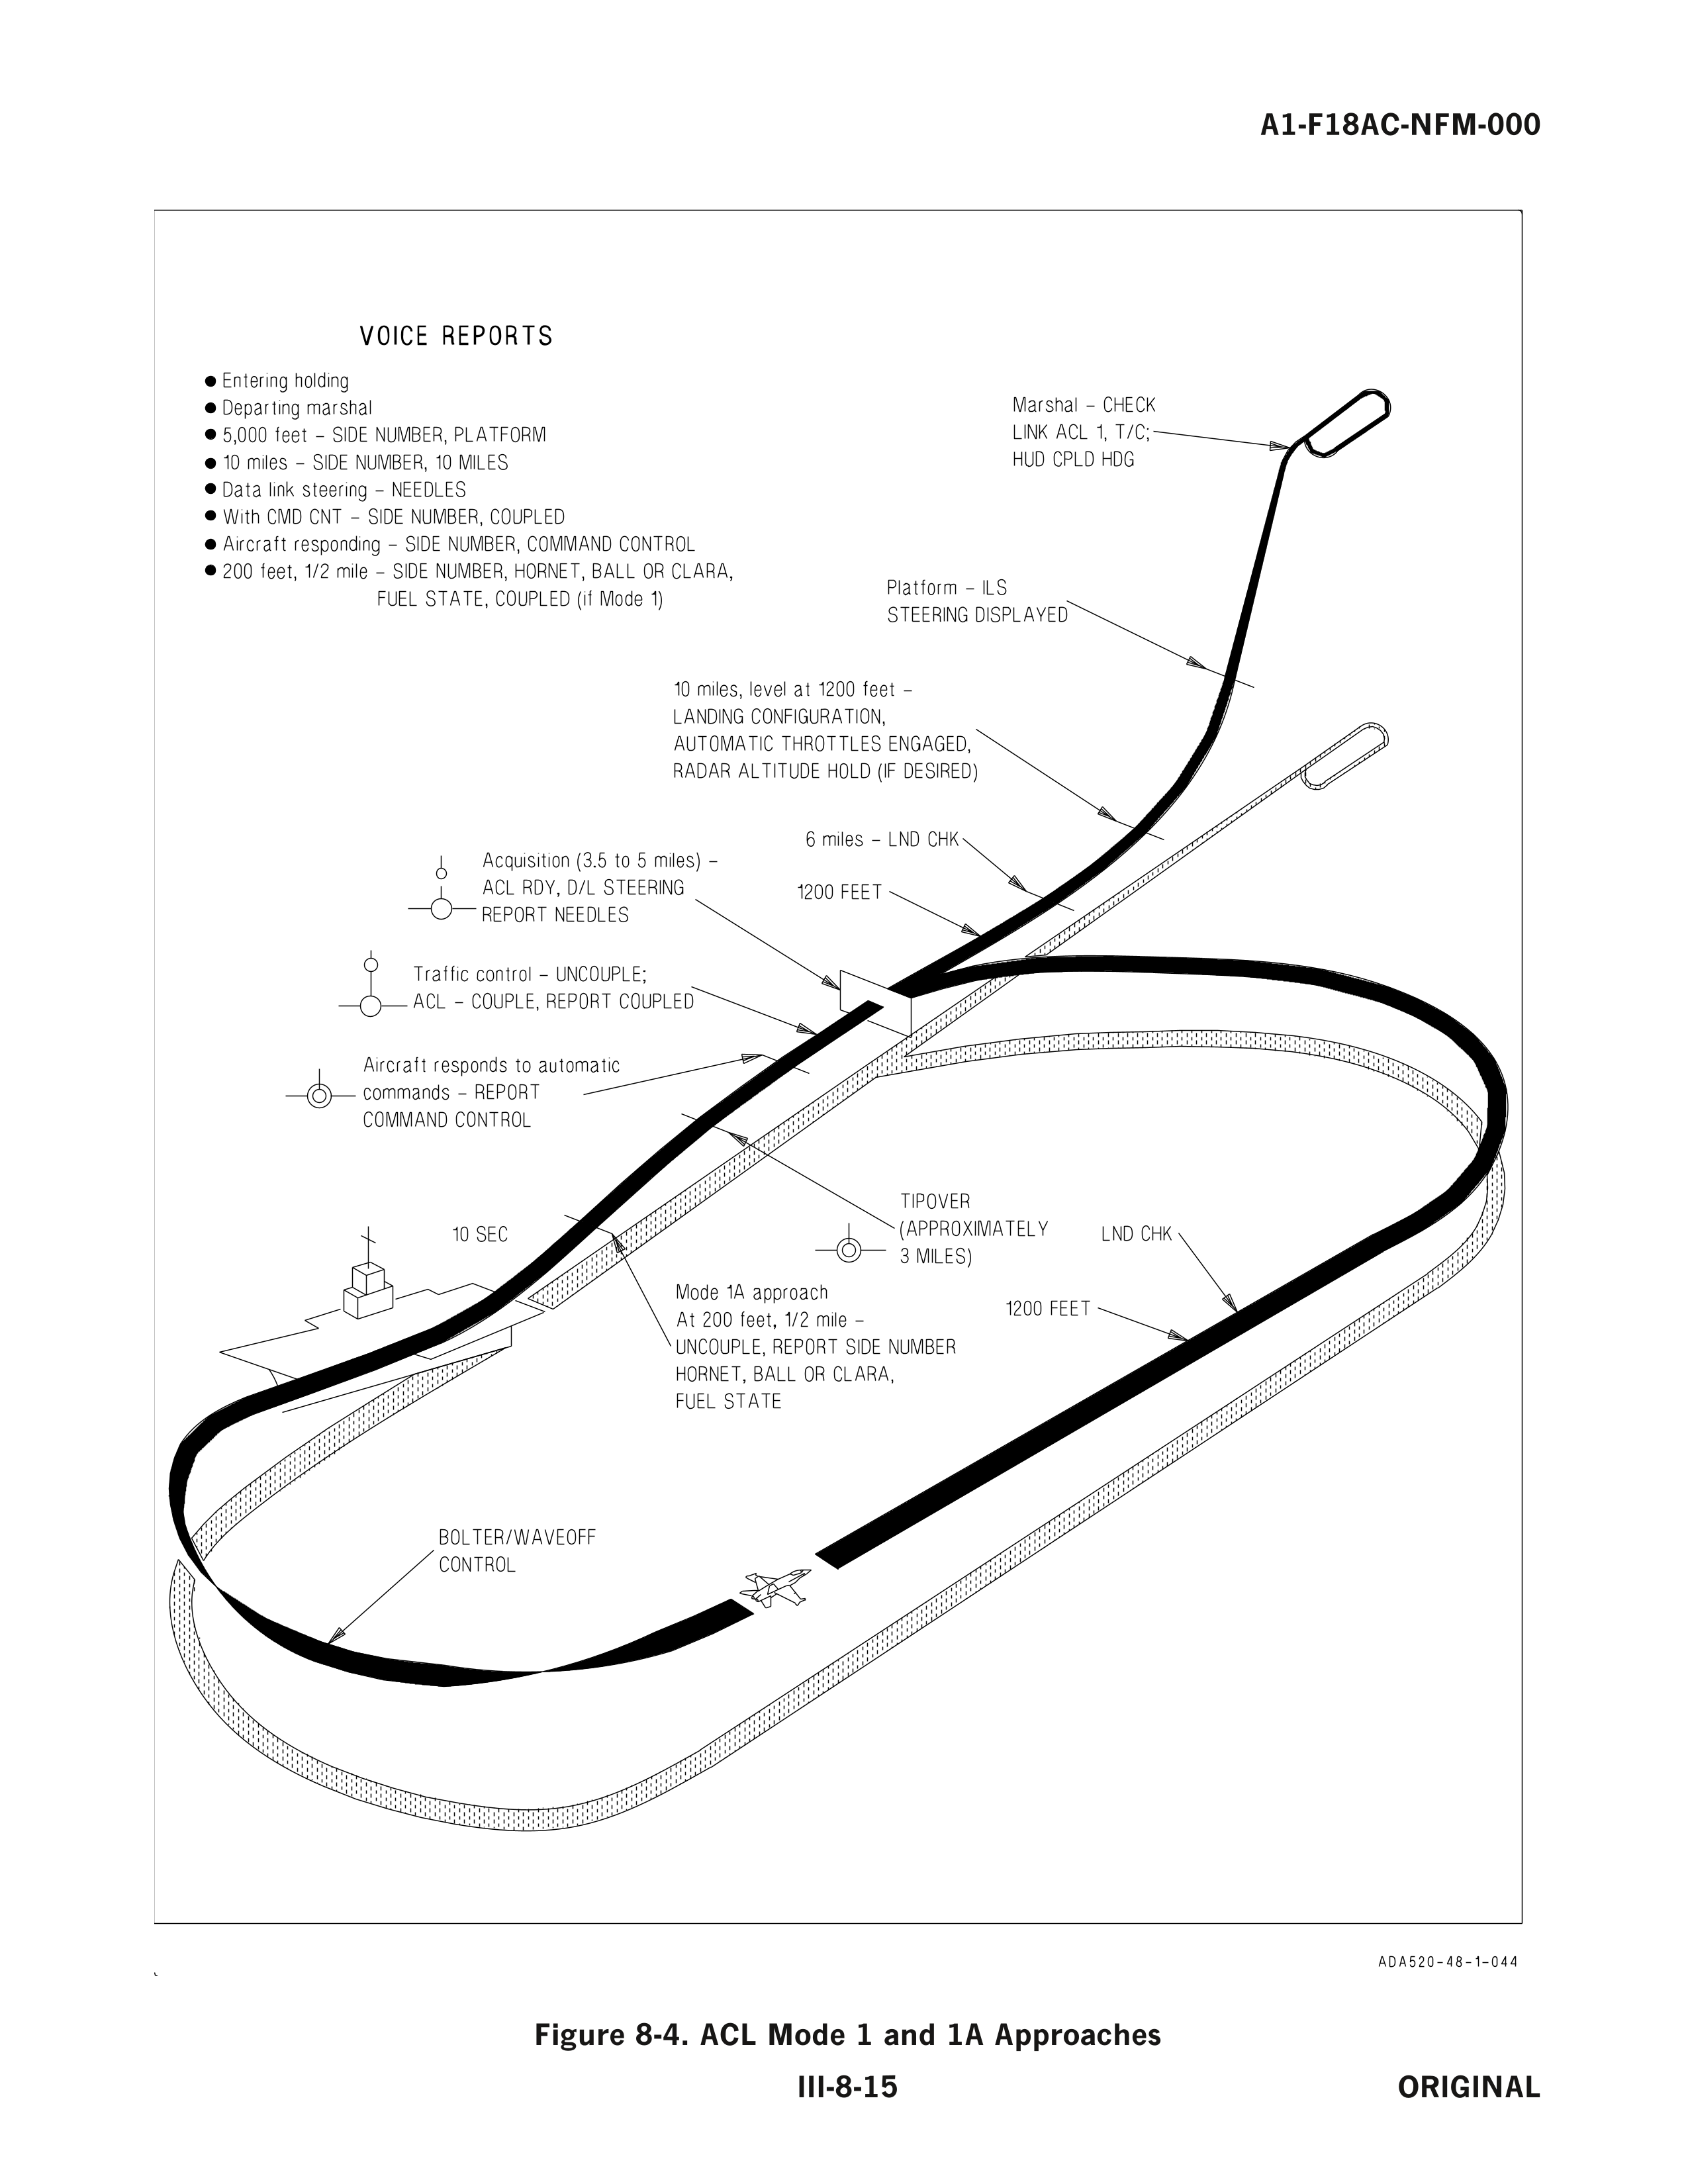 A1-F18AC-NFM-000
VOICE REPORTS
● Entering holding
● Departing marshal
● 5,000 feet – SIDE NUMBER, PLATFORM
● 10 miles – SIDE NUMBER, 10 MILES
● Data link steering – NEEDLES
● With CMD CNT – SIDE NUMBER, COUPLED
● Aircraft responding – SIDE NUMBER, COMMAND CONTROL
● 200 feet, 1/2 mile – SIDE NUMBER, HORNET, BALL OR CLARA,
FUEL STATE, COUPLED (if Mode 1)
Marshal – CHECK
LINK ACL 1, T/C;
HUD CPLD HDG
Platform – ILS
STEERING DISPLAYED
10 miles, level at 1200 feet –
LANDING CONFIGURATION,
AUTOMATIC THROTTLES ENGAGED,
RADAR ALTITUDE HOLD (IF DESIRED)
6 miles – LND CHK
1200 FEET
Acquisition (3.5 to 5 miles) –
ACL RDY, D/L STEERING
REPORT NEEDLES
Traffic control – UNCOUPLE;
ACL – COUPLE, REPORT COUPLED
Aircraft responds to automatic
commands – REPORT
COMMAND CONTROL
TIPOVER
(APPROXIMATELY
3 MILES)
10 SEC
LND CHK
1200 FEET
Mode 1A approach
At 200 feet, 1/2 mile –
UNCOUPLE, REPORT SIDE NUMBER
HORNET, BALL OR CLARA,
FUEL STATE
BOLTER/WAVEOFF
CONTROL
ADA520-48-1-044
Figure 8-4. ACL Mode 1 and 1A Approaches
III-8-15
ORIGINAL